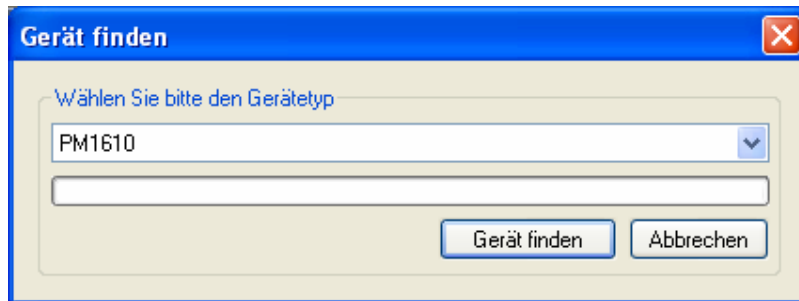 Gerät finden
Wählen Sie bitte den Gerätetyp
PM1610
Gerät finden Abbrechen